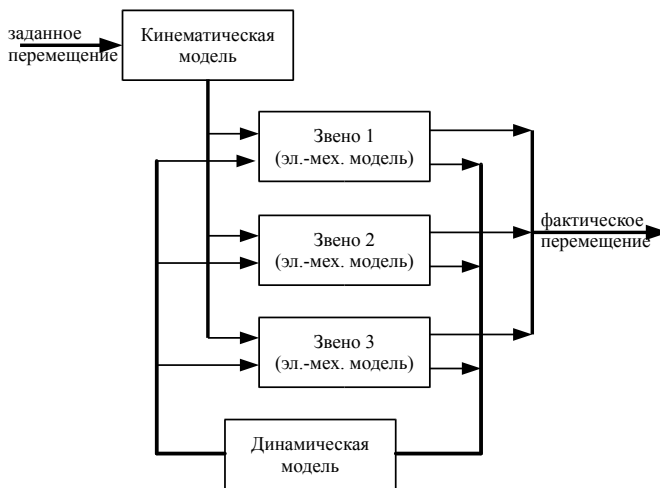 заданное
перемещение
Кинематическая
модель
Звено 1
(эл.-мех. модель)
Звено 2
(эл.-мех. модель)
фактическое
перемещение
Звено 3
(эл.-мех. модель)
Динамическая
модель